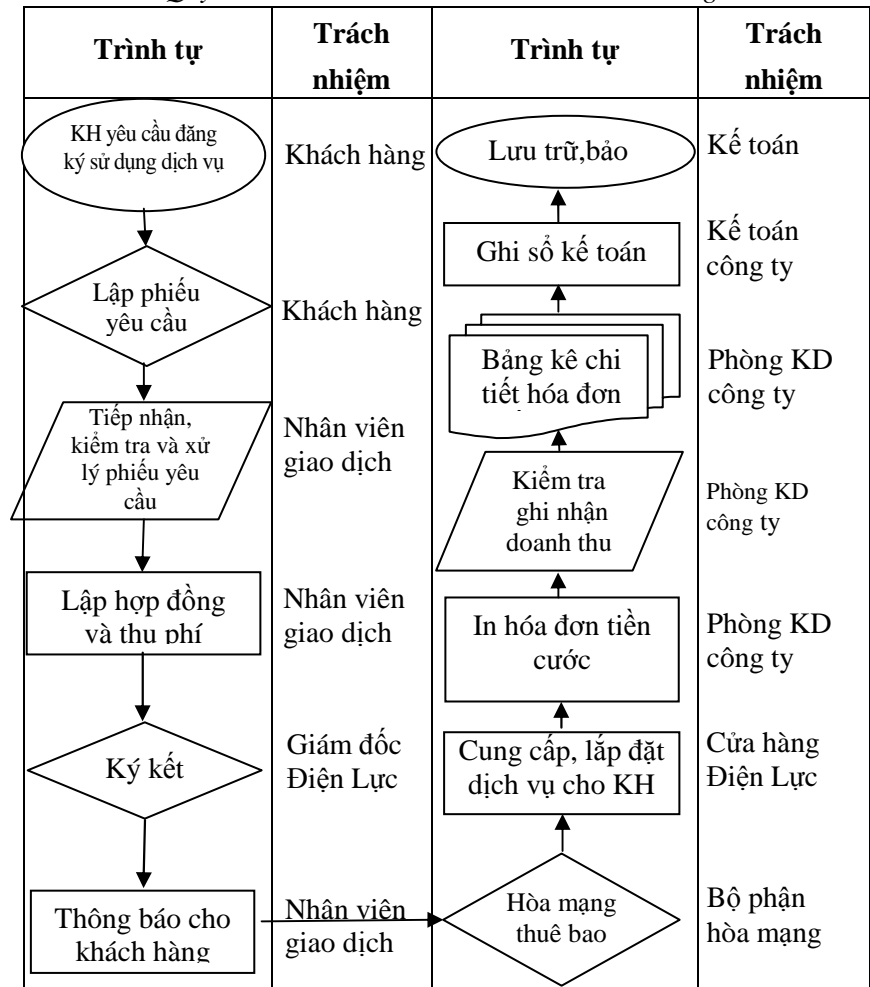 Trình tự
Trách
nhiệm
Trình tự
Trách
nhiệm
KH yêu cầu đăng
ký sử dụng dịch vụ
Khách hàng
Lập phiếu
yêu cầu
Khách hàng
Tiếp nhận,
kiểm tra và xử
lý phiếu yêu
cầu
Nhân viên
giao dịch
Lập hợp đồng
và thu phí
Nhân viên
giao dịch
Ký kết
Giám đốc
Điện Lực
Thông báo cho
khách hàng
Nhân viên
giao dịch
Lưu trữ,bảo
Kế toán
Ghi sổ kế toán
Kế toán
công ty
Bảng kê chi
tiết hóa đơn
Phòng KD
công ty
Kiểm tra
ghi nhận
doanh thu
Phòng KD
công ty
In hóa đơn tiền
cước
Phòng KD
công ty
Cung cấp, lắp đặt
dịch vụ cho KH
Cửa hàng
Điện Lực
Hòa mạng
thuê bao
Bộ phận
hòa mạng